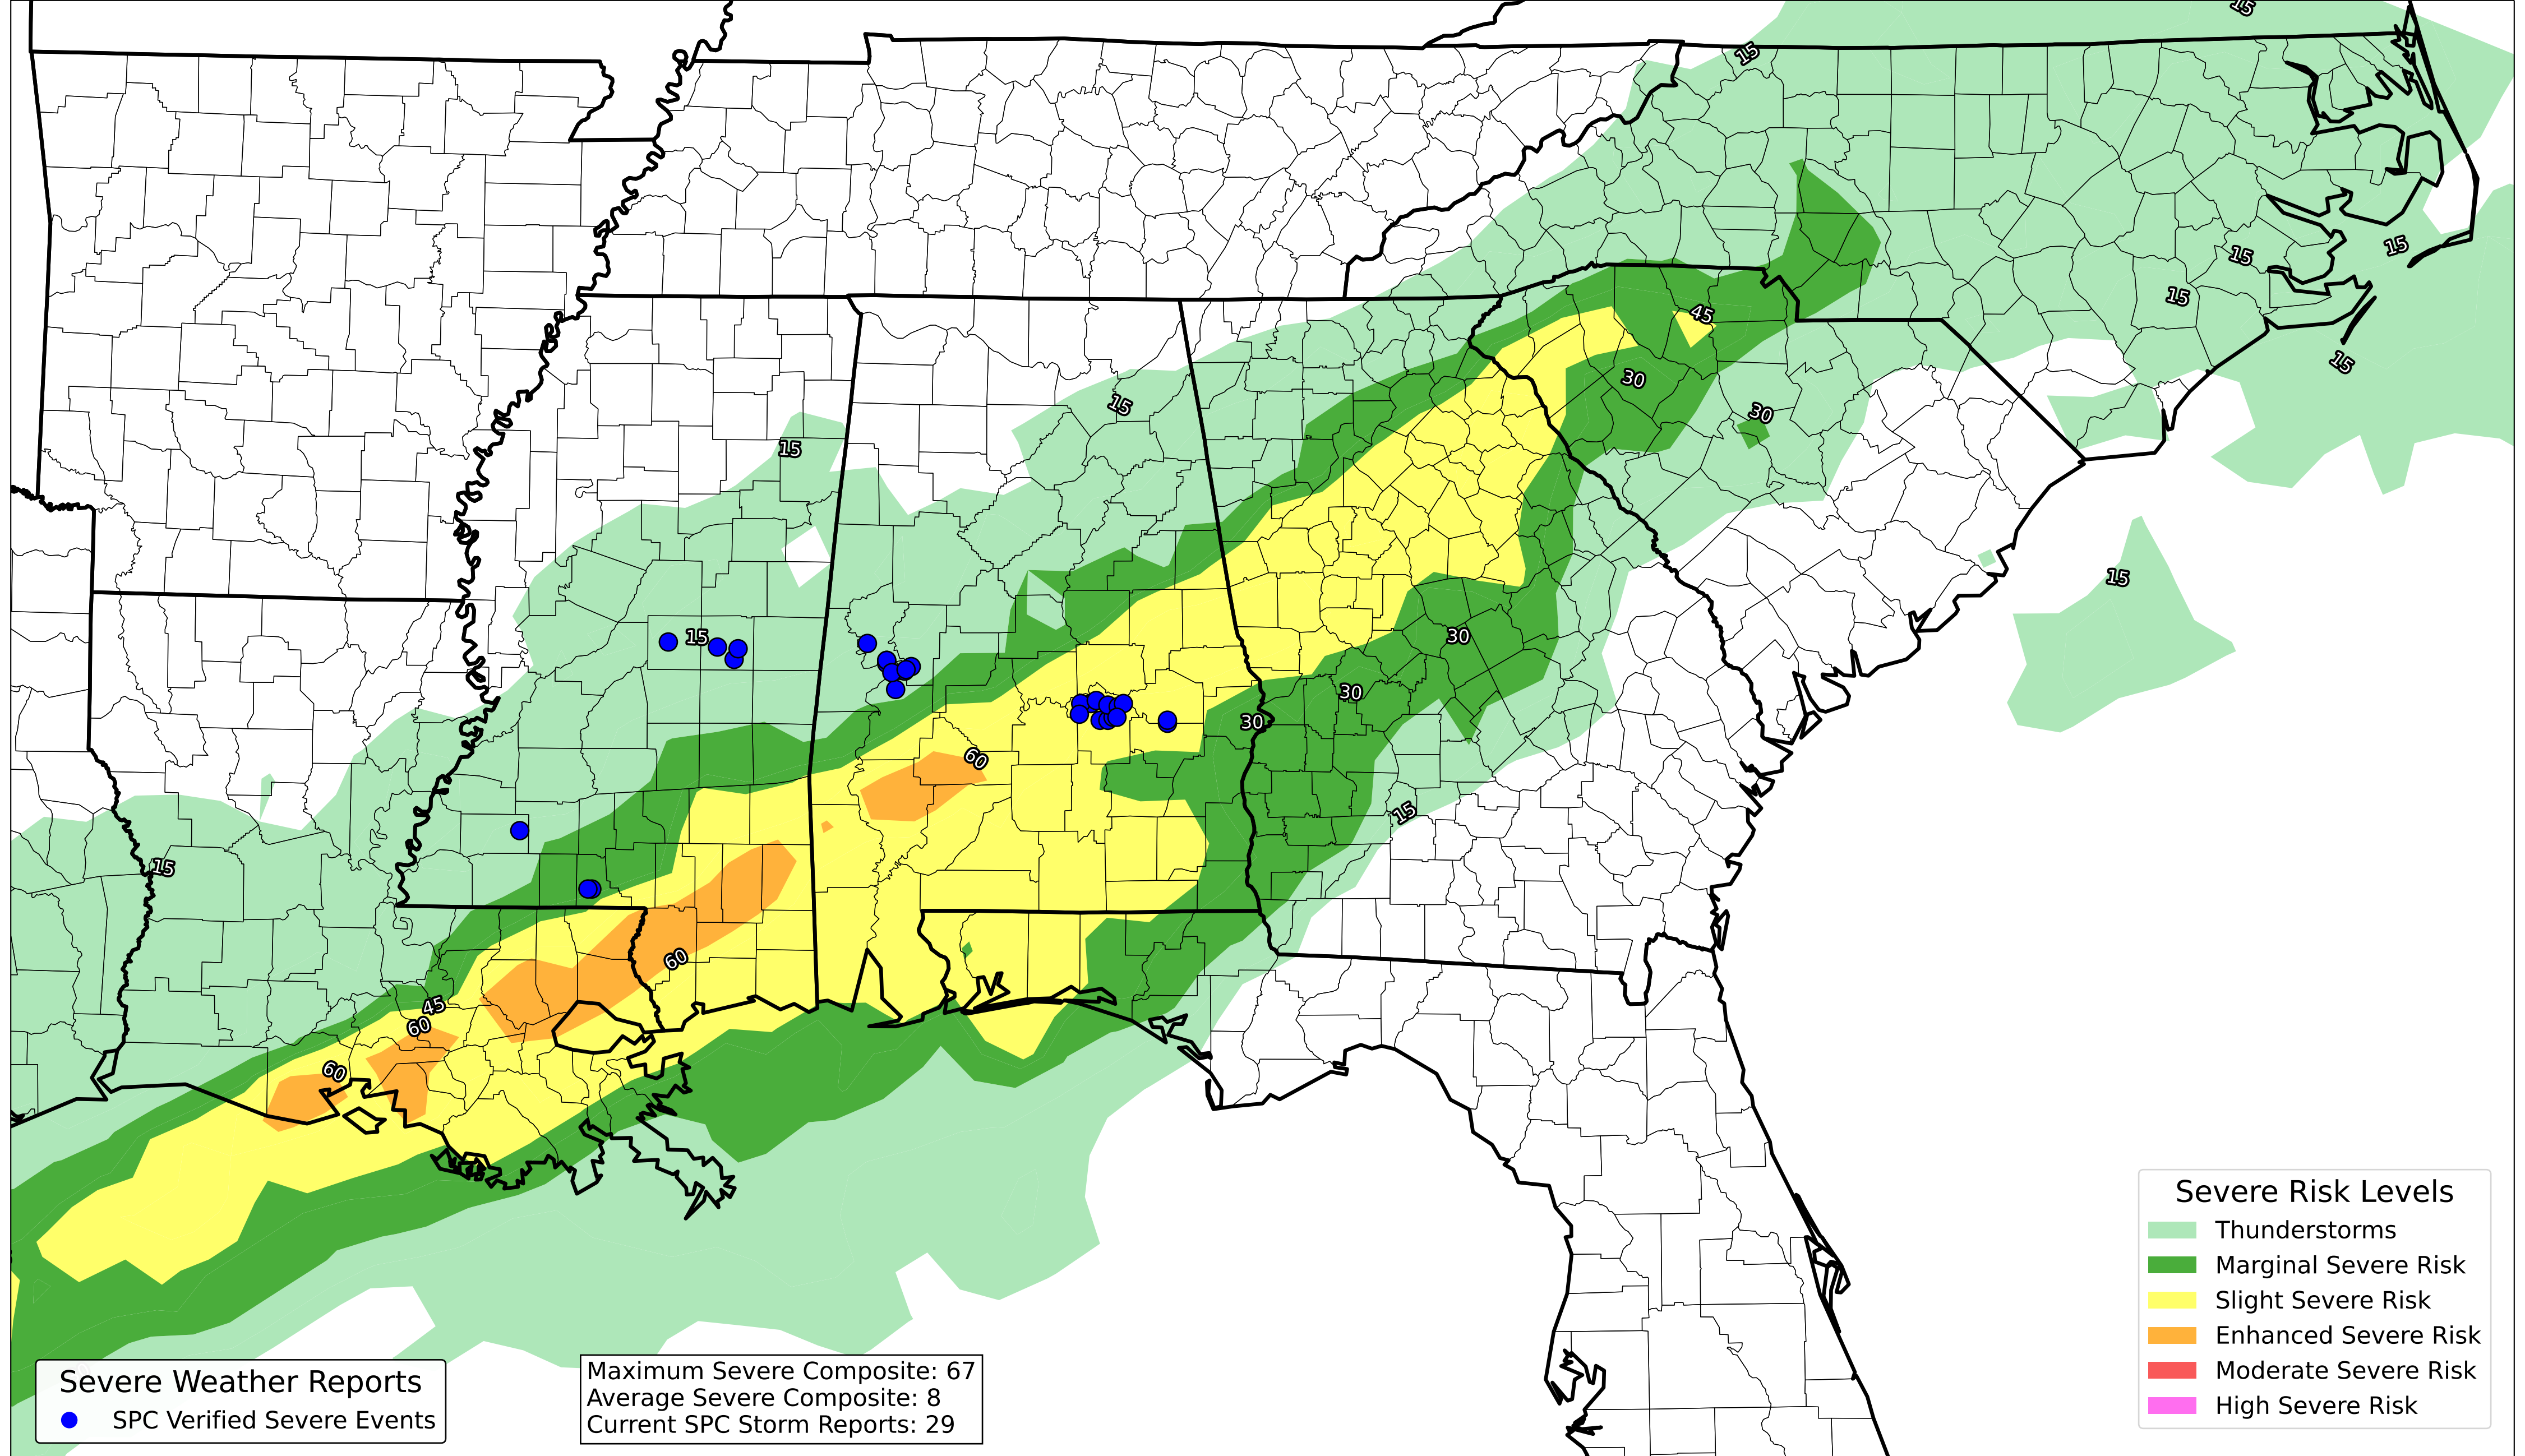 15
15
15
15
15
15
45
15
30
15
30
15
15
30
15
30
30
60
15
15
60
45
60
60
Severe Risk Levels
Thunderstorms
Marginal Severe Risk
Slight Severe Risk
Enhanced Severe Risk
Moderate Severe Risk
High Severe Risk
Severe Weather Reports
SPC Verified Severe Events
Maximum Severe Composite: 67
Average Severe Composite: 8
Current SPC Storm Reports: 29